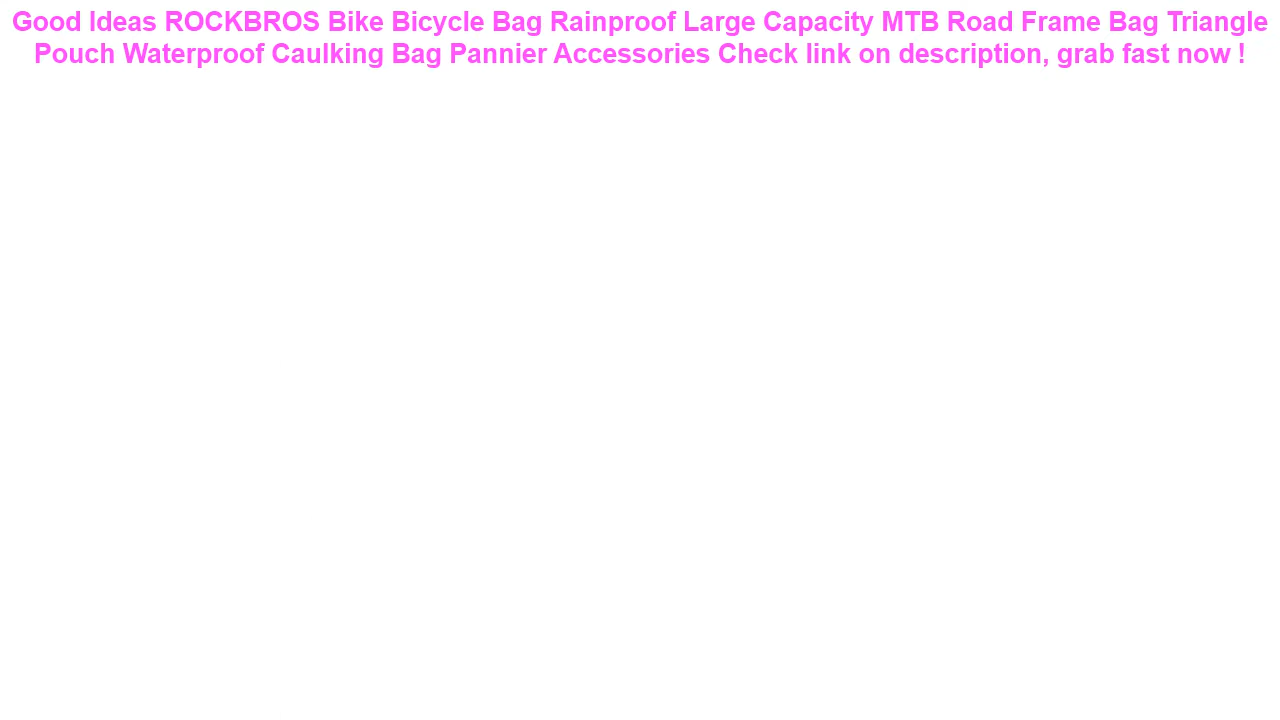 Good Ideas ROCKBROS Bike Bicycle Bag Rainproof Large Capacity MTB Road Frame Bag Triangle
Pouch Waterproof Caulking Bag Pannier Accessories Check link on description, grab fast now !